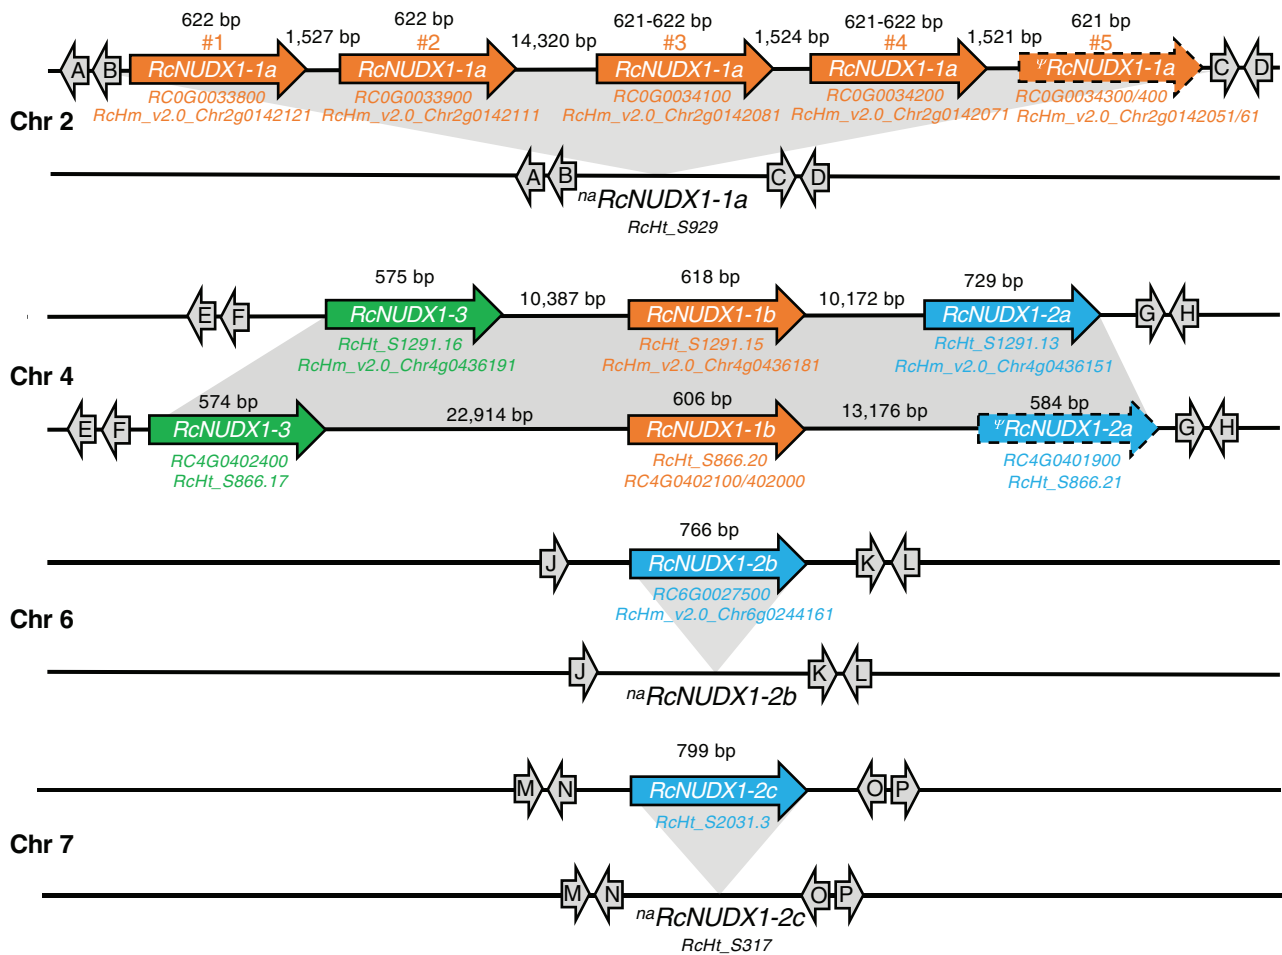 622 bp 622 bp 621-622 bp 621-622 bp 621 bp
#1 1,527 bp #2 14,320 bp #3 1,524 bp #4 1,521 bp #5
A B RcNUDX1-1a RcNUDX1-1a RcNUDX1-1a RcNUDX1-1a ΨRcNUDX1-1a C D
RC0G0033800 RC0G0033900 RC0G0034100 RC0G0034200 RC0G0034300/400
RcHm_v2.0_Chr2g0142121 RcHm_v2.0_Chr2g0142111 RcHm_v2.0_Chr2g0142081 RcHm_v2.0_Chr2g0142071 RcHm_v2.0_Chr2g0142051/61
Chr 2
A B C D
naRcNUDX1-1a
RcHt_S929
575 bp 618 bp 729 bp
10,387 bp 10,172 bp
E F RcNUDX1-3 RcNUDX1-1b RcNUDX1-2a G H
RcHt_S1291.16 RcHt_S1291.15 RcHt_S1291.13
RcHm_v2.0_Chr4g0436191 RcHm_v2.0_Chr4g0436181 RcHm_v2.0_Chr4g0436151
Chr 4
574 bp 606 bp 584 bp
22,914 bp 13,176 bp
E F RcNUDX1-3 RcNUDX1-1b ΨRcNUDX1-2a G H
RC4G0402400 RcHt_S866.20 RC4G0401900
RcHt_S866.17 RC4G0402100/402000 RcHt_S866.21
766 bp
J RcNUDX1-2b K L
RC6G0027500
RcHm_v2.0_Chr6g0244161
Chr 6
J K L
naRcNUDX1-2b
799 bp
M N RcNUDX1-2c O P
RcHt_S2031.3
Chr 7
M N O P
naRcNUDX1-2c
RcHt_S317